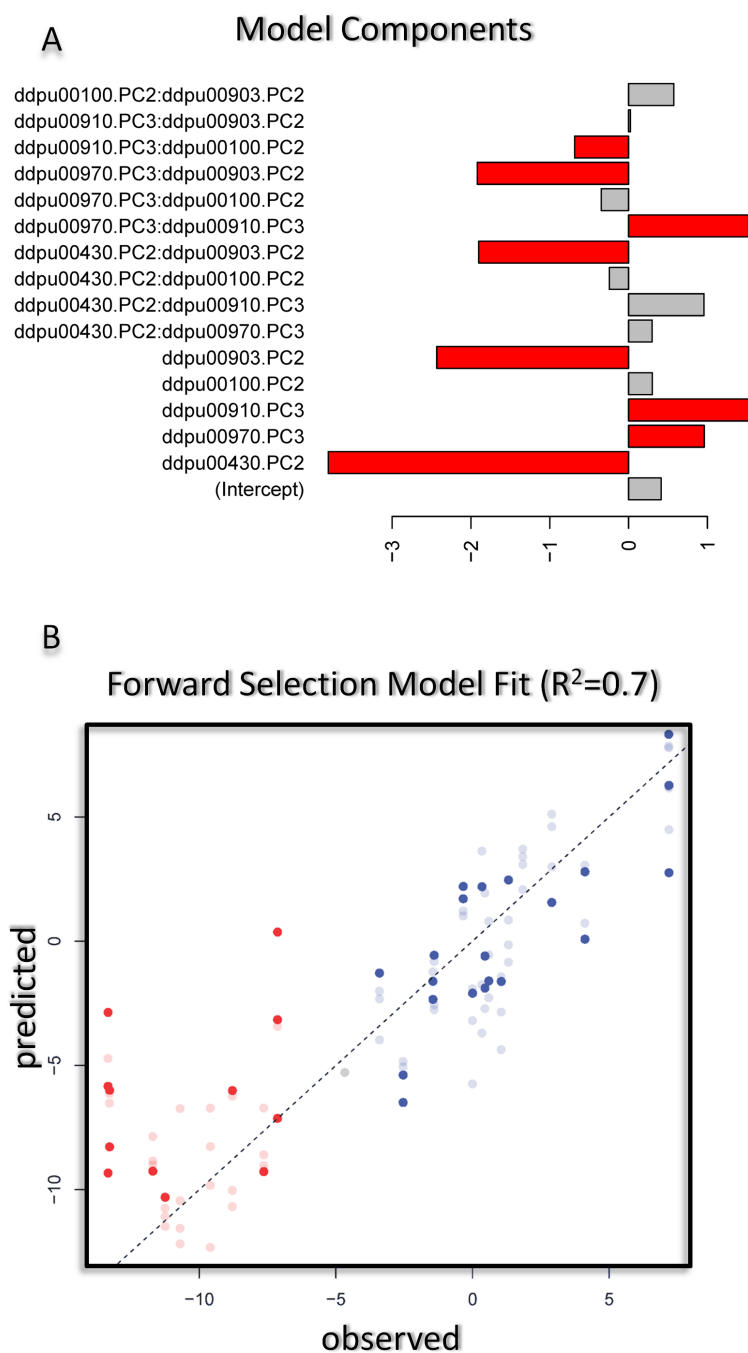 A
Model Components
ddpu00100.PC2:ddpu00903.PC2
ddpu00910.PC3:ddpu00903.PC2
ddpu00910.PC3:ddpu00100.PC2
ddpu00970.PC3:ddpu00903.PC2
ddpu00970.PC3:ddpu00100.PC2
ddpu00970.PC3:ddpu00910.PC3
ddpu00430.PC2:ddpu00903.PC2
ddpu00430.PC2:ddpu00100.PC2
ddpu00430.PC2:ddpu00910.PC3
ddpu00430.PC2:ddpu00970.PC3
ddpu00903.PC2
ddpu00100.PC2
ddpu00910.PC3
ddpu00970.PC3
ddpu00430.PC2
(Intercept)
−3 −2 −1 0 1
B
Forward Selection Model Fit (R²=0.7)
5
0
−5
−10
predicted
−10 −5 0 5
observed